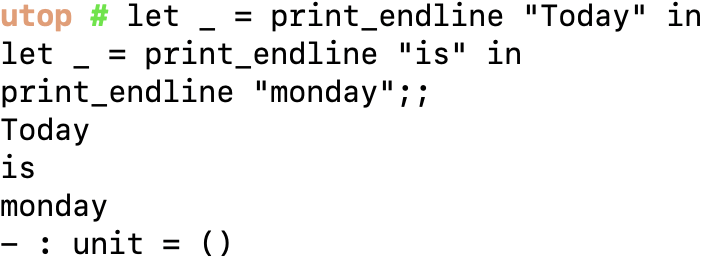 utop # let _ = print_endline "Today" in
let _ = print_endline "is" in
print_endline "monday";;
Today
is
monday
- : unit = ()